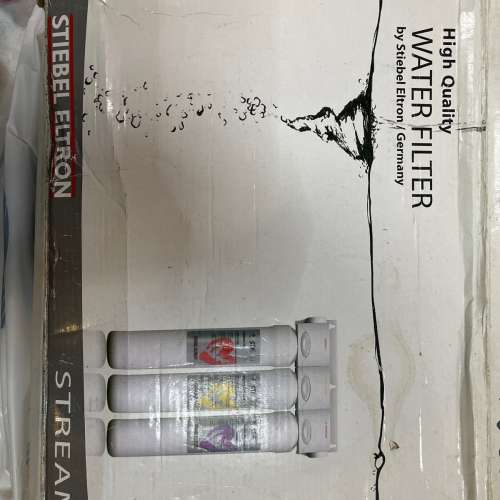 High Quality
WATER FILTER
by Stiebel Eltron / Germany
STIEBEL ELTRON
STREAM